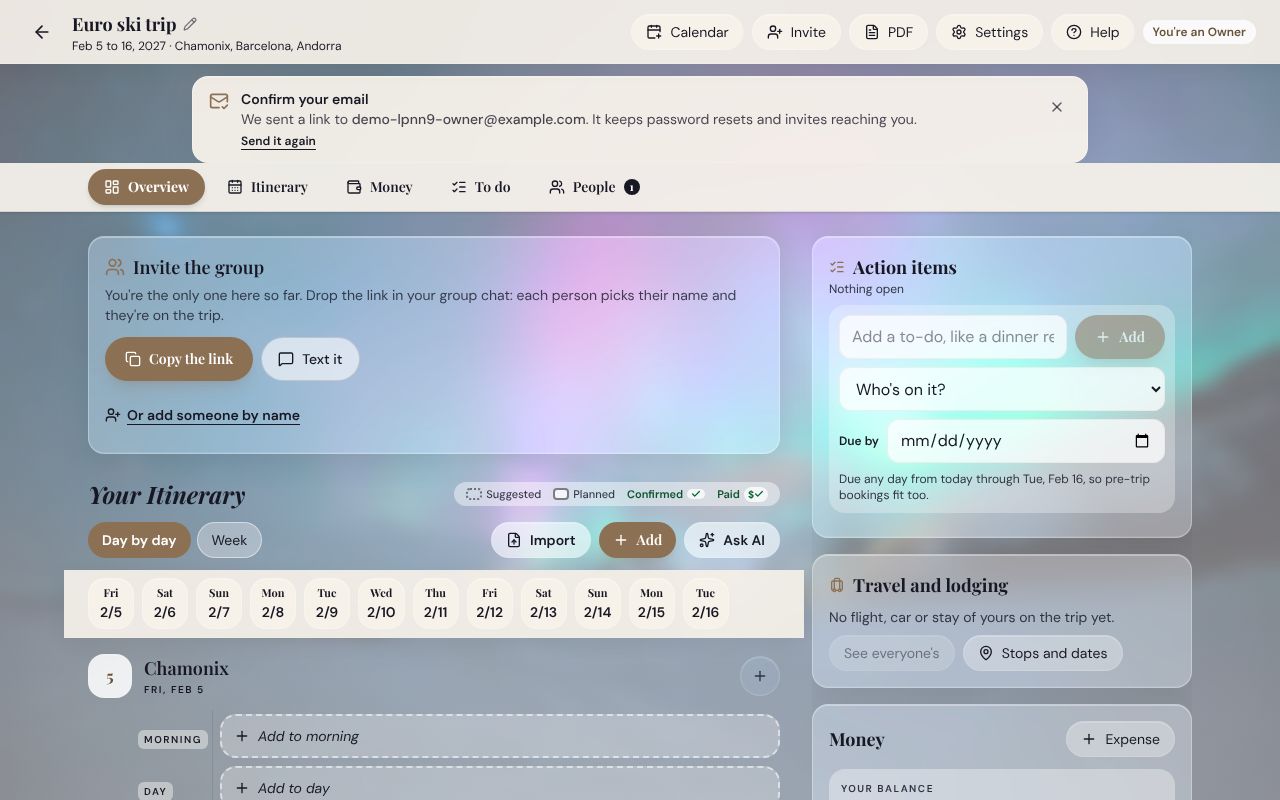 Euro ski trip
Feb 5 to 16, 2027 · Chamonix, Barcelona, Andorra
Calendar
Invite
PDF
Settings
Help
You're an Owner
Confirm your email
We sent a link to demo-lpnn9-owner@example.com. It keeps password resets and invites reaching you.
Send it again
Overview
Itinerary
Money
To do
People 1
Invite the group
You're the only one here so far. Drop the link in your group chat: each person picks their name and
they're on the trip.
Copy the link
Text it
Or add someone by name
Your Itinerary
Suggested
Planned
Confirmed
Paid $
Day by day
Week
Import
Add
Ask AI
Fri 2/5
Sat 2/6
Sun 2/7
Mon 2/8
Tue 2/9
Wed 2/10
Thu 2/11
Fri 2/12
Sat 2/13
Sun 2/14
Mon 2/15
Tue 2/16
5
Chamonix
FRI, FEB 5
MORNING
Add to morning
DAY
Add to day
Action items
Nothing open
Add a to-do, like a dinner re
Add
Who's on it?
Due by
mm/dd/yyyy
Due any day from today through Tue, Feb 16, so pre-trip
bookings fit too.
Travel and lodging
No flight, car or stay of yours on the trip yet.
See everyone's
Stops and dates
Money
Expense
YOUR BALANCE